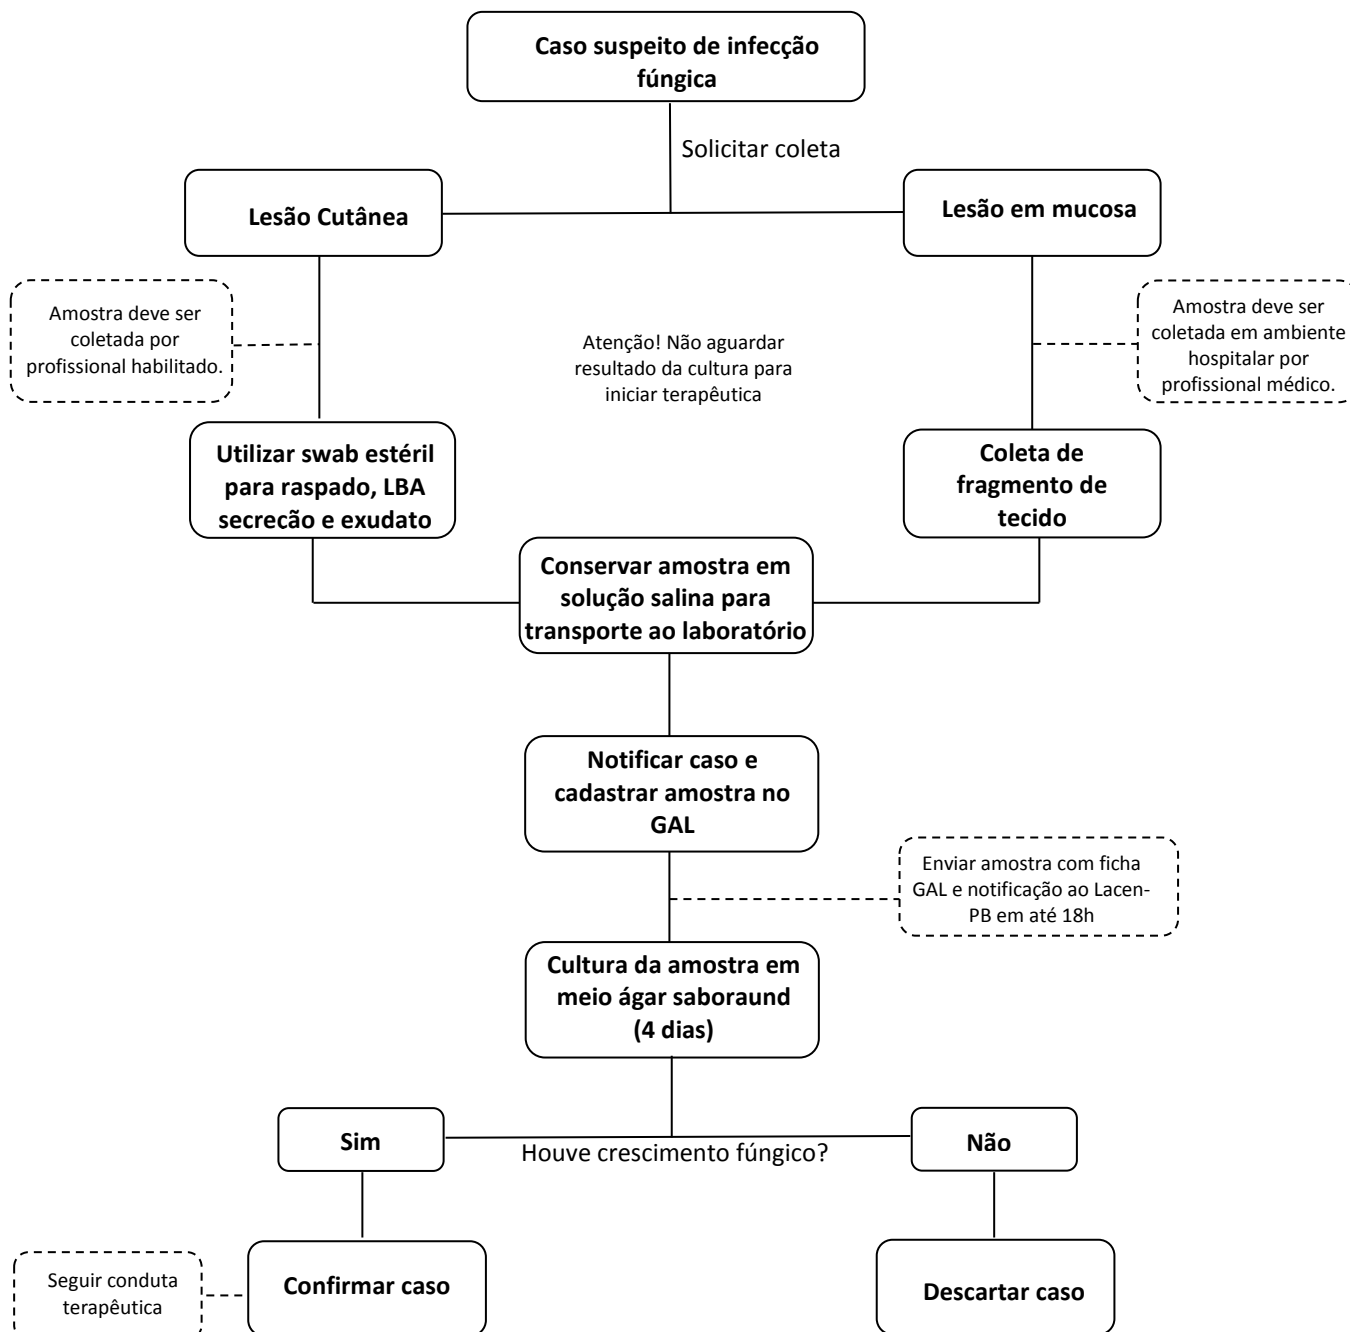 Caso suspeito de infecção
fúngica
Solicitar coleta
Lesão Cutânea
Lesão em mucosa
Amostra deve ser
coletada por
profissional habilitado.
Atenção! Não aguardar
resultado da cultura para
iniciar terapêutica
Amostra deve ser
coletada em ambiente
hospitalar por
profissional médico.
Utilizar swab estéril
para raspado, LBA
secreção e exudato
Coleta de
fragmento de
tecido
Conservar amostra em
solução salina para
transporte ao laboratório
Notificar caso e
cadastrar amostra no
GAL
Enviar amostra com ficha
GAL e notificação ao Lacen-
PB em até 18h
Cultura da amostra em
meio ágar saboraund
(4 dias)
Sim
Houve crescimento fúngico?
Não
Seguir conduta
terapêutica
Confirmar caso
Descartar caso